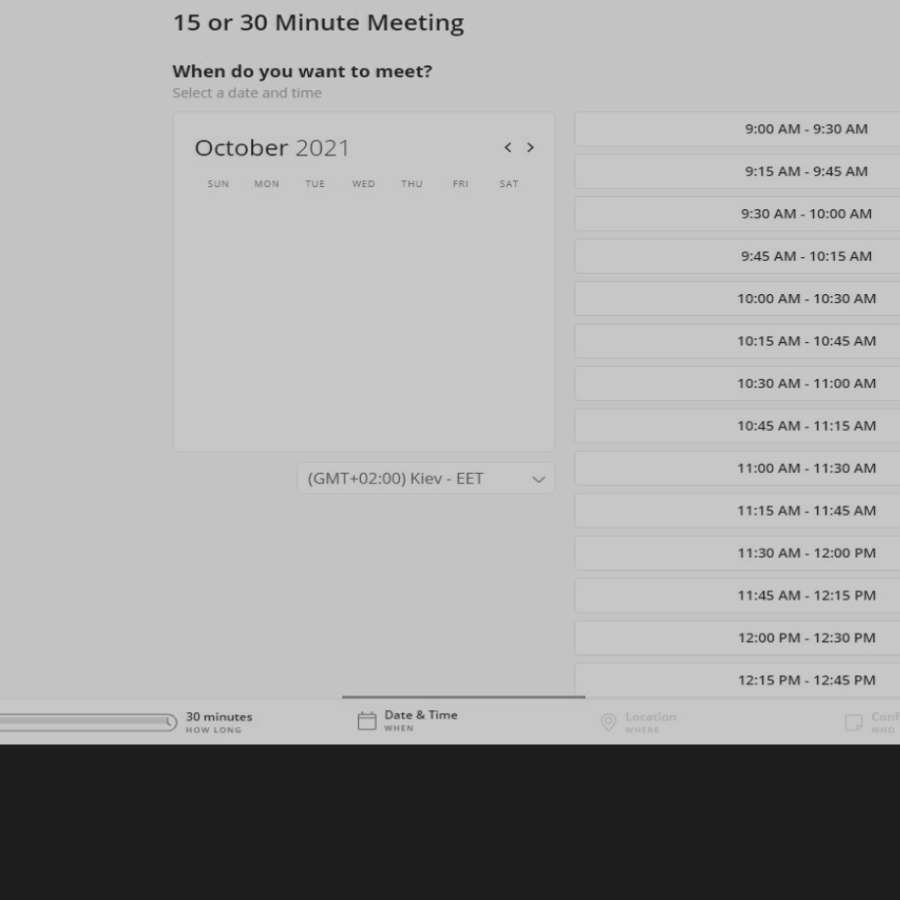 15 or 30 Minute Meeting
When do you want to meet?
Select a date and time
October 2021
SUN MON TUE WED THU FRI SAT
(GMT+02:00) Kiev - EET
9:00 AM - 9:30 AM
9:15 AM - 9:45 AM
9:30 AM - 10:00 AM
9:45 AM - 10:15 AM
10:00 AM - 10:30 AM
10:15 AM - 10:45 AM
10:30 AM - 11:00 AM
10:45 AM - 11:15 AM
11:00 AM - 11:30 AM
11:15 AM - 11:45 AM
11:30 AM - 12:00 PM
11:45 AM - 12:15 PM
12:00 PM - 12:30 PM
12:15 PM - 12:45 PM
30 minutes
HOW LONG
Date & Time
WHEN
Location
WHERE
WHO